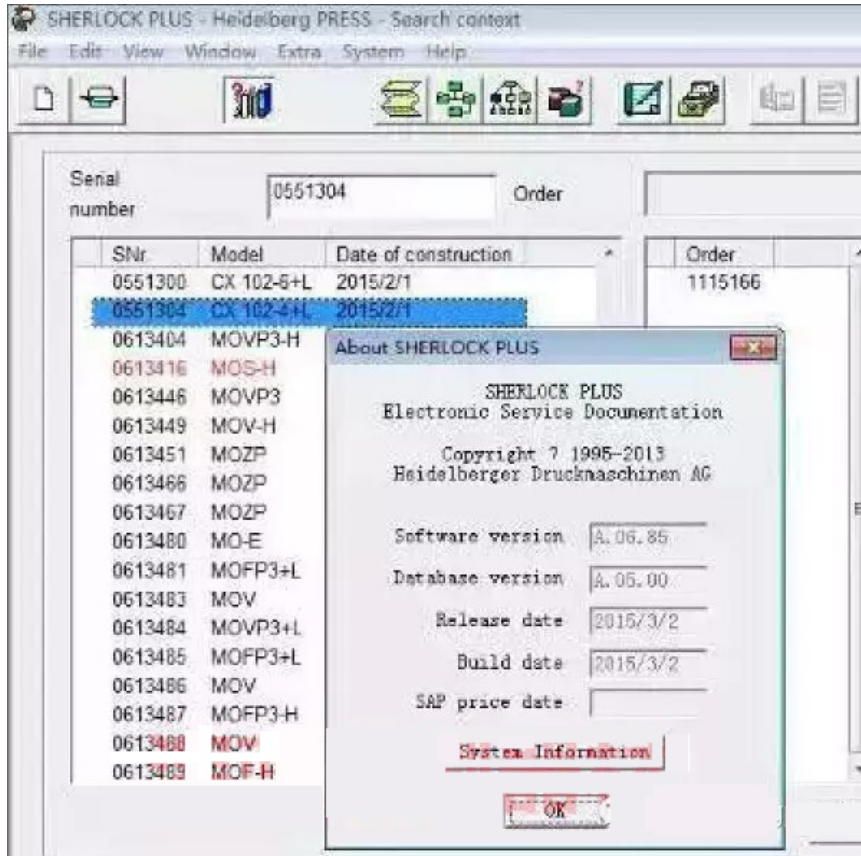 SHERLOCK PLUS - Heidelberg PRESS - Search context
File Edit View Window Extra System Help
Serial number 0551304 Order
SNr. Model Date of construction Order
0551300 CX 102-6+L 2015/2/1 1115166
0551304 CX 102-4+L 2015/2/1
0613404 MOVP3-H
0613416 MOS-H
0613446 MOVP3
0613449 MOV-H
0613451 MOZP
0613466 MOZP
0613467 MOZP
0613480 MO-E
0613481 MOFP3+L
0613483 MOV
0613484 MOVP3+L
0613485 MOFP3+L
0613486 MOV
0613487 MOFP3-H
0613488 MOV
0613489 MOF-H
About SHERLOCK PLUS
SHERLOCK PLUS
Electronic Service Documentation
Copyright ? 1995-2013
Heidelberger Druckmaschinen AG
Software version A.06.85
Database version A.05.00
Release date 2015/3/2
Build date 2015/3/2
SAP price date
System Information
OK